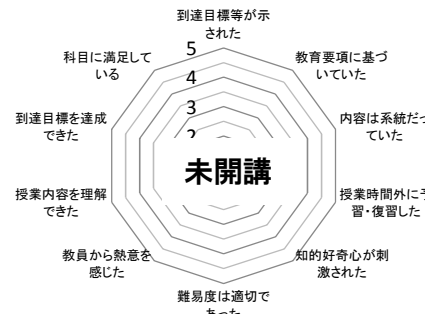 到達目標等が示
された
教育要項に基づ
いていた
内容は系統だっ
ていた
授業時間外に予
習・復習した
知的好奇心が刺
激された
難易度は適切で
あった
教員から熱意を
感じた
授業内容を理解
できた
到達目標を達成
できた
科目に満足して
いる
5
4
3
2
未開講